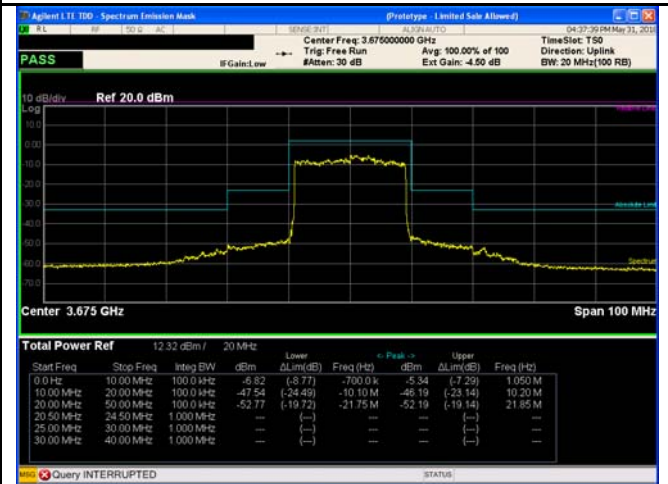 Agilent LTE TDD - Spectrum Emission Mask (Prototype - Limited Sale Allowed)
RL RF 50 Ω AC SENSE:INT ALIGNAUTO 04:37:39 PM May 31, 201
Center Freq: 3.675000000 GHz TimeSlot: TS0
PASS Trig: Free Run Avg: 100.00% of 100 Direction: Uplink
IFGain:Low #Atten: 30 dB Ext Gain: -4.50 dB BW: 20 MHz(100 RB)
10 dB/div Ref 20.0 dBm
Log
10.0
0.00
-10.0
-20.0
-30.0
Absolute Limit
-40.0
-50.0
Spectrum
-60.0
-70.0
Center 3.675 GHz Span 100 MHz
Total Power Ref 12.32 dBm / 20 MHz
Lower <- Peak -> Upper
Start Freq Stop Freq Integ BW dBm ΔLim(dB) Freq (Hz) dBm ΔLim(dB) Freq (Hz)
0.0 Hz 10.00 MHz 100.0 kHz -6.82 (-8.77) -700.0 k -5.34 (-7.29) 1.050 M
10.00 MHz 20.00 MHz 100.0 kHz -47.54 (-24.49) -10.10 M -46.19 (-23.14) 10.20 M
20.00 MHz 50.00 MHz 100.0 kHz -52.77 (-19.72) -21.75 M -52.19 (-19.14) 21.85 M
20.50 MHz 24.50 MHz 1.000 MHz --- (---) --- --- (---) ---
25.00 MHz 30.00 MHz 1.000 MHz --- (---) --- --- (---) ---
30.00 MHz 40.00 MHz 1.000 MHz --- (---) --- --- (---) ---
MSG Query INTERRUPTED STATUS